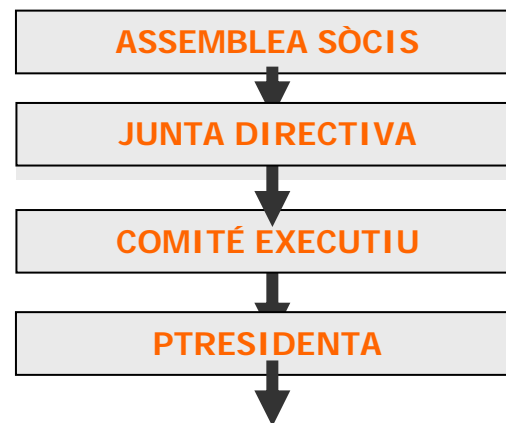 ASSEMBLEA SÒCIS
JUNTA DIRECTIVA
COMITÉ EXECUTIU
PTRESIDENTA